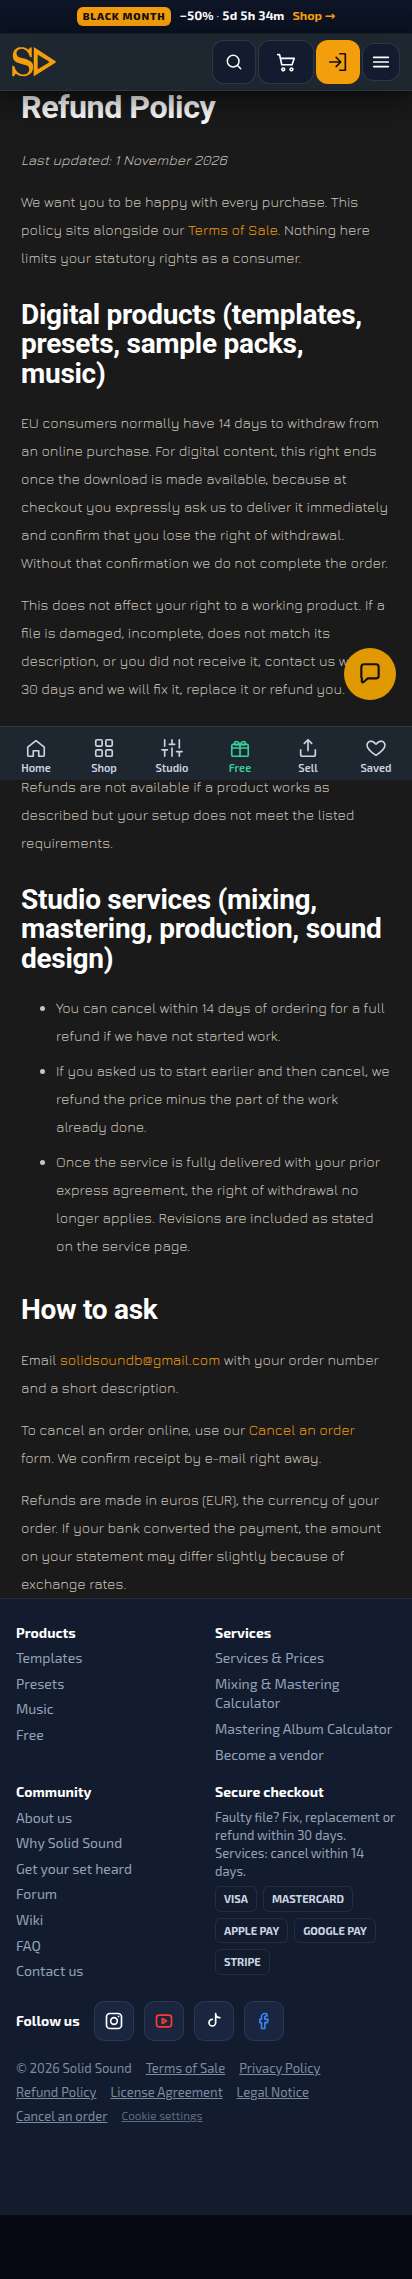 BLACK MONTH −50% · 5d 5h 34m Shop →
SD
Refund Policy
Last updated: 1 November 2026
We want you to be happy with every purchase. This
policy sits alongside our Terms of Sale. Nothing here
limits your statutory rights as a consumer.
Digital products (templates,
presets, sample packs,
music)
EU consumers normally have 14 days to withdraw from
an online purchase. For digital content, this right ends
once the download is made available, because at
checkout you expressly ask us to deliver it immediately
and confirm that you lose the right of withdrawal.
Without that confirmation we do not complete the order.
This does not affect your right to a working product. If a
file is damaged, incomplete, does not match its
description, or you did not receive it, contact us
30 days and we will fix it, replace it or refund you.
Home Shop Studio Free Sell Saved
Refunds are not available if a product works as
described but your setup does not meet the listed
requirements.
Studio services (mixing,
mastering, production, sound
design)
• You can cancel within 14 days of ordering for a full
refund if we have not started work.
• If you asked us to start earlier and then cancel, we
refund the price minus the part of the work
already done.
• Once the service is fully delivered with your prior
express agreement, the right of withdrawal no
longer applies. Revisions are included as stated
on the service page.
How to ask
Email solidsoundb@gmail.com with your order number
and a short description.
To cancel an order online, use our Cancel an order
form. We confirm receipt by e-mail right away.
Refunds are made in euros (EUR), the currency of your
order. If your bank converted the payment, the amount
on your statement may differ slightly because of
exchange rates.
Products
Templates
Presets
Music
Free
Services
Services & Prices
Mixing & Mastering
Calculator
Mastering Album Calculator
Become a vendor
Community
About us
Why Solid Sound
Get your set heard
Forum
Wiki
FAQ
Contact us
Secure checkout
Faulty file? Fix, replacement or
refund within 30 days.
Services: cancel within 14
days.
VISA MASTERCARD
APPLE PAY GOOGLE PAY
STRIPE
Follow us
© 2026 Solid Sound Terms of Sale Privacy Policy
Refund Policy License Agreement Legal Notice
Cancel an order Cookie settings